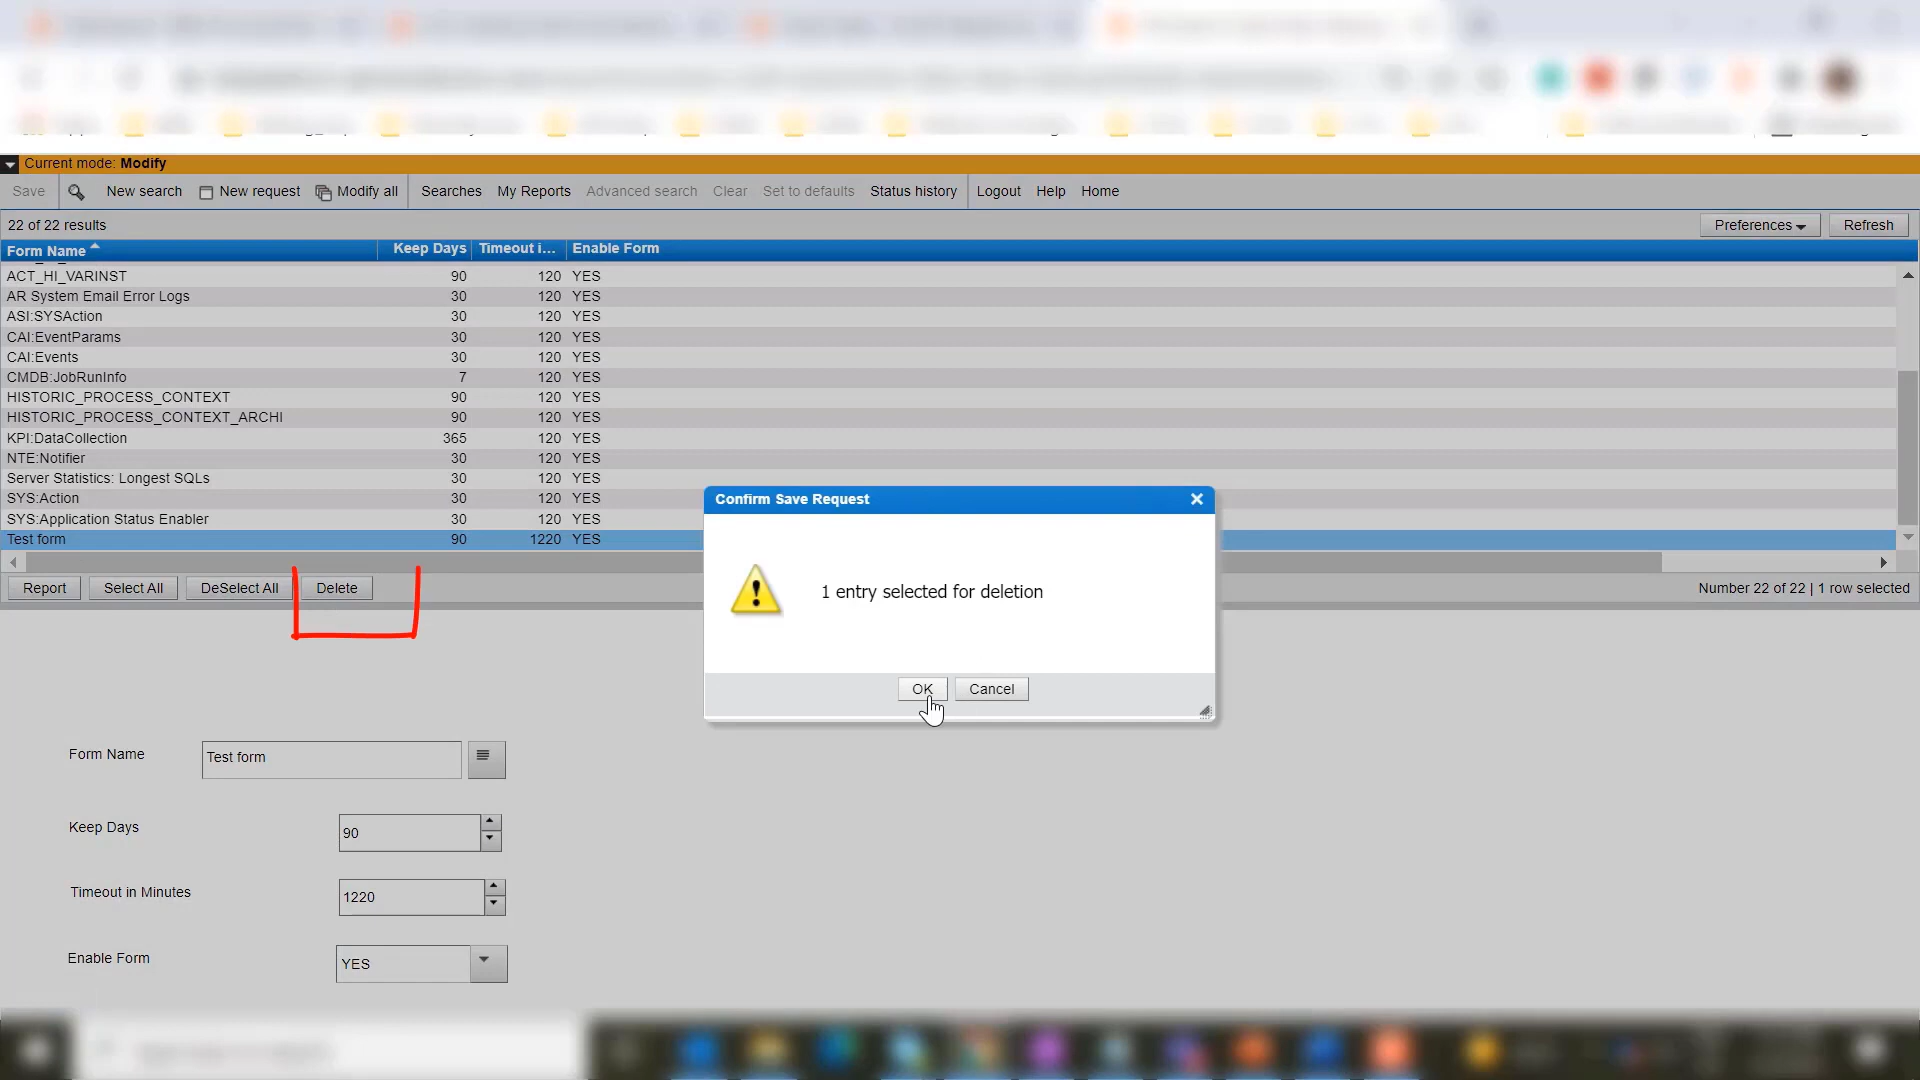 Current mode: Modify
Save New search New request Modify all Searches My Reports Advanced search Clear Set to defaults Status history Logout Help Home
22 of 22 results Preferences Refresh
Form Name Keep Days Timeout i... Enable Form
ACT_HI_VARINST 90 120 YES
AR System Email Error Logs 30 120 YES
ASI:SYSAction 30 120 YES
CAI:EventParams 30 120 YES
CAI:Events 30 120 YES
CMDB:JobRunInfo 7 120 YES
HISTORIC_PROCESS_CONTEXT 90 120 YES
HISTORIC_PROCESS_CONTEXT_ARCHI 90 120 YES
KPI:DataCollection 365 120 YES
NTE:Notifier 30 120 YES
Server Statistics: Longest SQLs 30 120 YES
SYS:Action 30 120 YES
SYS:Application Status Enabler 30 120 YES
Test form 90 1220 YES
Report Select All DeSelect All Delete Number 22 of 22 | 1 row selected
Confirm Save Request
1 entry selected for deletion
OK Cancel
Form Name Test form
Keep Days 90
Timeout in Minutes 1220
Enable Form YES